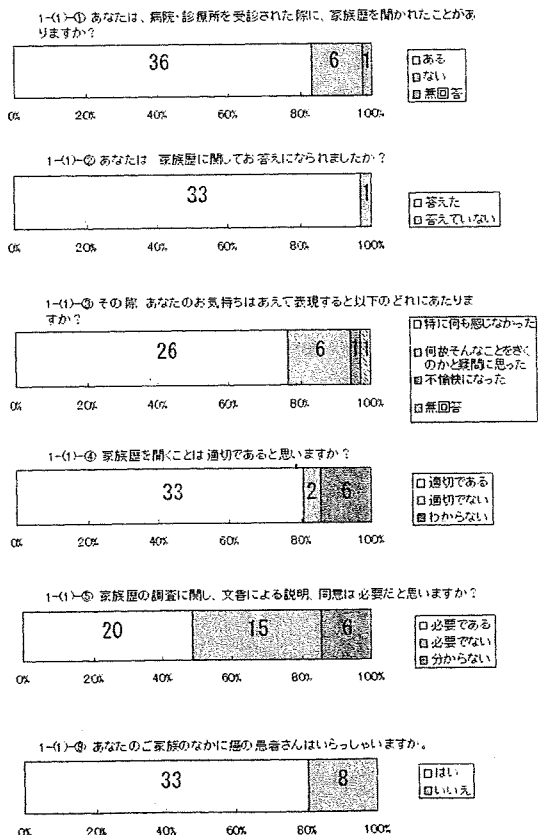 1-(1)-① あなたは、病院・診療所を受診された際に、家族歴を聞かれたことがあ
りますか？
36
6
1
□ある
□ない
□無回答
0% 20% 40% 60% 80% 100%
1-(1)-② あなたは 家族歴に関してお答えになられましたか？
33
1
□答えた
□答えていない
0% 20% 40% 60% 80% 100%
1-(1)-③ その際 あなたのお気持ちはあえて表現すると以下のどれにあたりま
すか？
26
6
1
1
□特に何も感じなかった
□何故そんなことをきく
のかと疑問に思った
□不愉快になった
□無回答
0% 20% 40% 60% 80% 100%
1-(1)-④ 家族歴を聞くことは適切であると思いますか？
33
2
6
□適切である
□適切でない
□わからない
0% 20% 40% 60% 80% 100%
1-(1)-⑤ 家族歴の調査に関し、文書による説明、同意は必要だと思いますか？
20
15
6
□必要である
□必要でない
□分からない
0% 20% 40% 60% 80% 100%
あなたのご家族のなかに癌の患者さんはいらっしゃいますか。
33
8
□はい
□いいえ
0% 20% 40% 60% 80% 100%